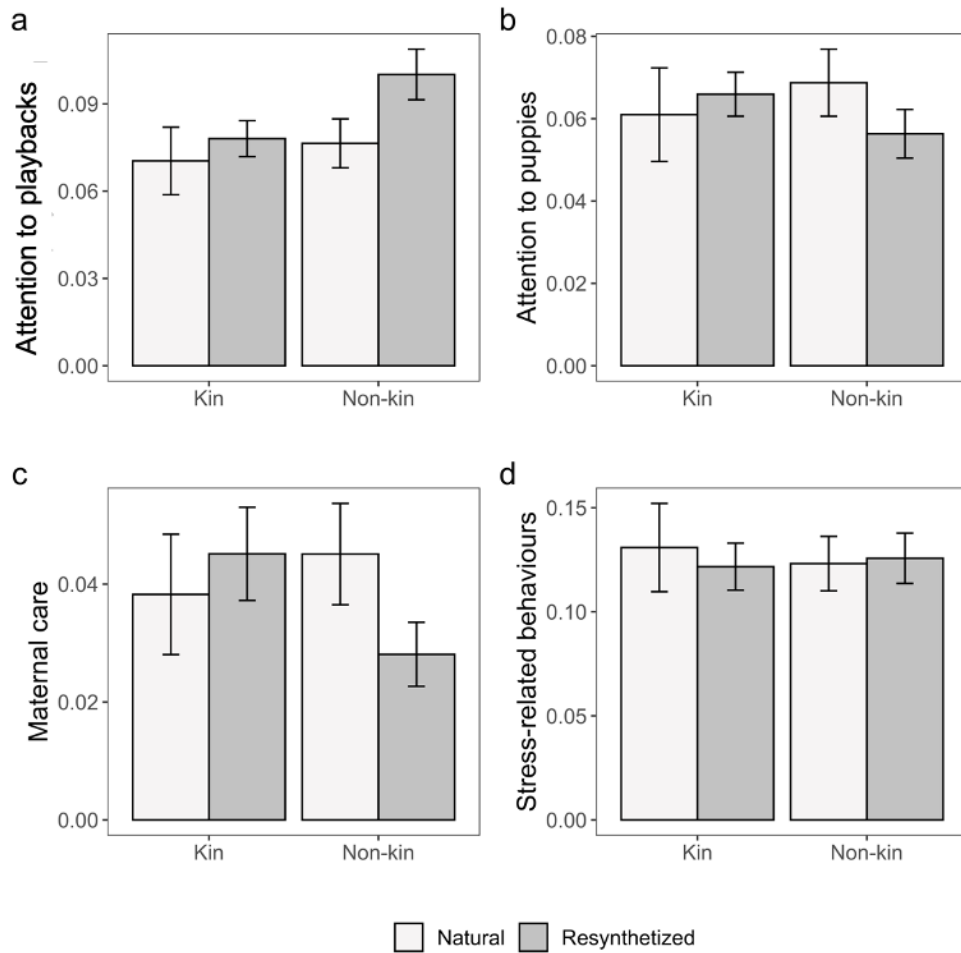 a
Attention to playbacks
0.09
0.06
0.03
0.00
Kin Non-kin
b
Attention to puppies
0.08
0.06
0.04
0.02
0.00
Kin Non-kin
c
Maternal care
0.04
0.02
0.00
Kin Non-kin
d
Stress-related behaviours
0.15
0.10
0.05
0.00
Kin Non-kin
Natural Resynthetized